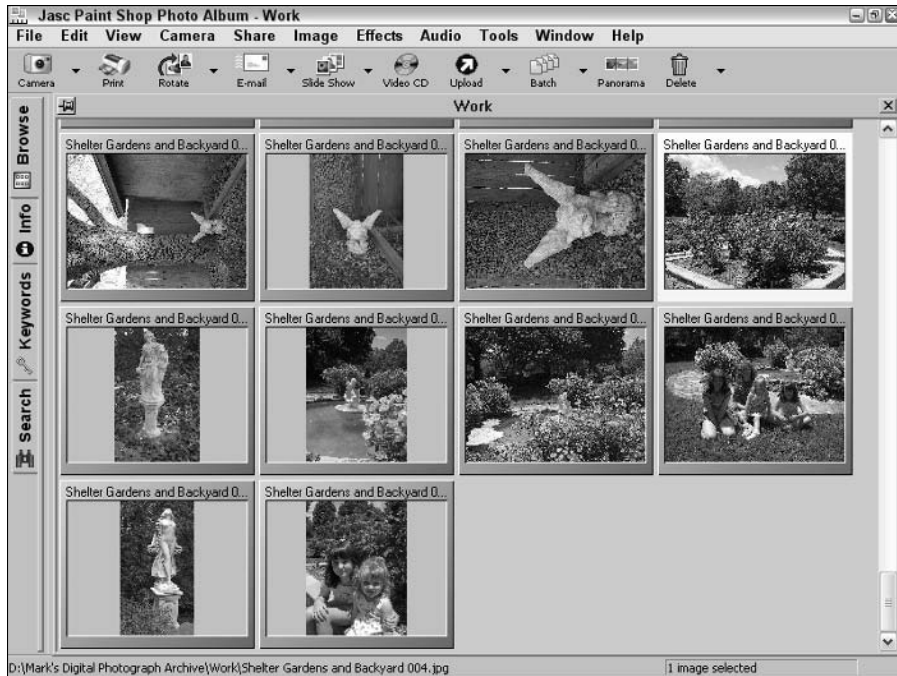 Jasc Paint Shop Photo Album - Work
File Edit View Camera Share Image Effects Audio Tools Window Help
Camera Print Rotate E-mail Slide Show Video CD Upload Batch Panorama Delete
Work
Browse
Info
Keywords
Search
Shelter Gardens and Backyard 0... Shelter Gardens and Backyard 0... Shelter Gardens and Backyard 0... Shelter Gardens and Backyard 0...
Shelter Gardens and Backyard 0... Shelter Gardens and Backyard 0... Shelter Gardens and Backyard 0... Shelter Gardens and Backyard 0...
Shelter Gardens and Backyard 0... Shelter Gardens and Backyard 0...
D:\Mark's Digital Photograph Archive\Work\Shelter Gardens and Backyard 004.jpg 1 image selected